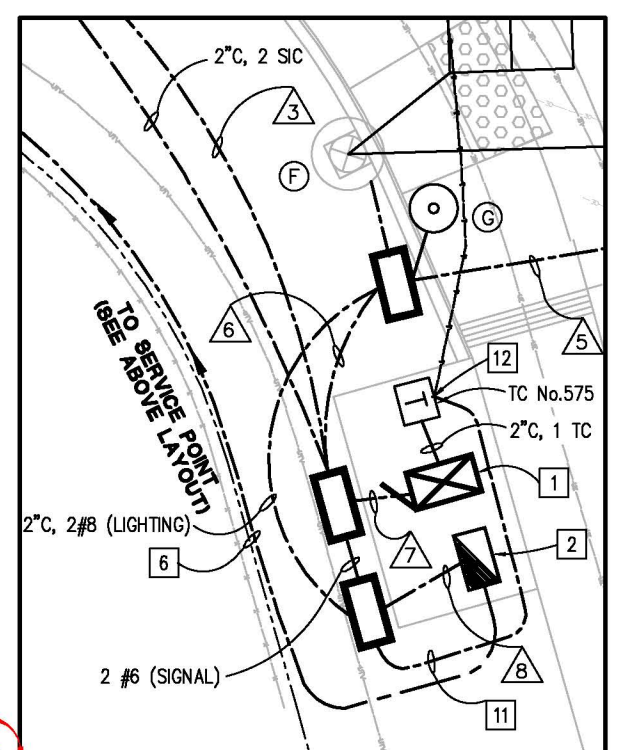 2"C, 2 SIC
3
F
G
6
5
TO SERVICE POINT
(SEE ABOVE LAYOUT)
12
TC No.575
T
2"C, 1 TC
1
2"C, 2#8 (LIGHTING)
7
2
6
2 #6 (SIGNAL)
8
11